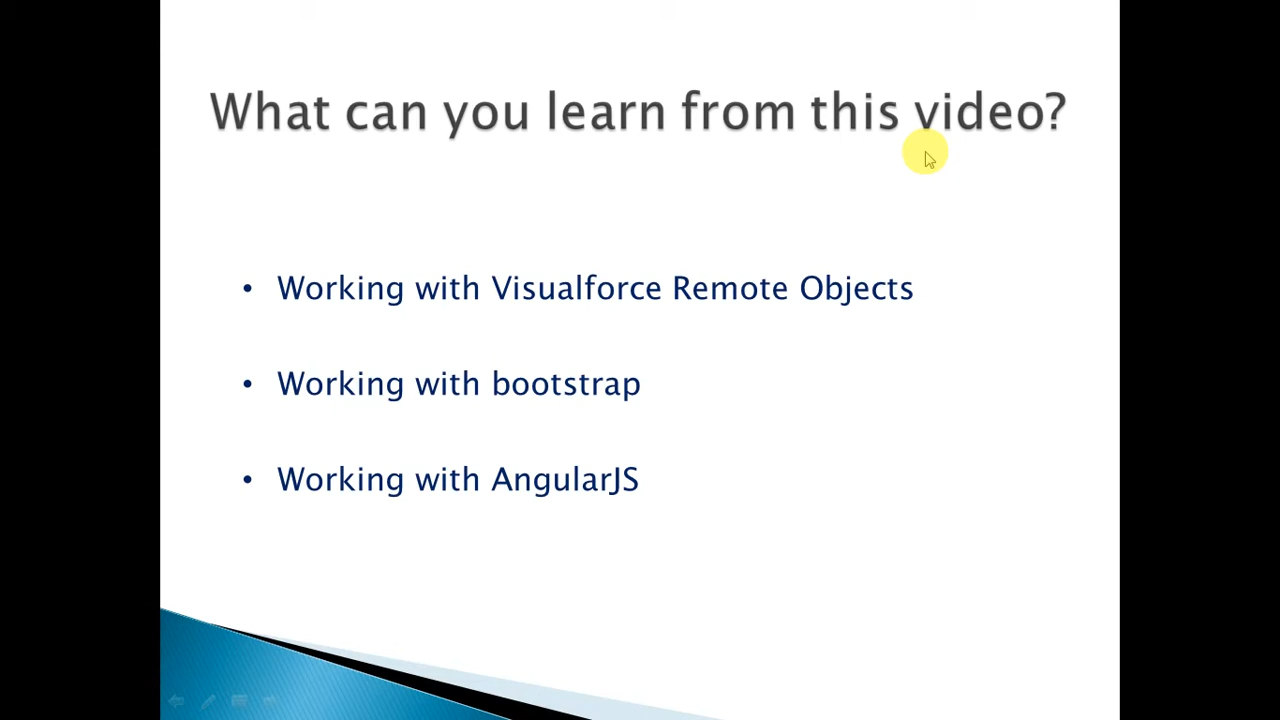 What can you learn from this video?
• Working with Visualforce Remote Objects
• Working with bootstrap
• Working with AngularJS